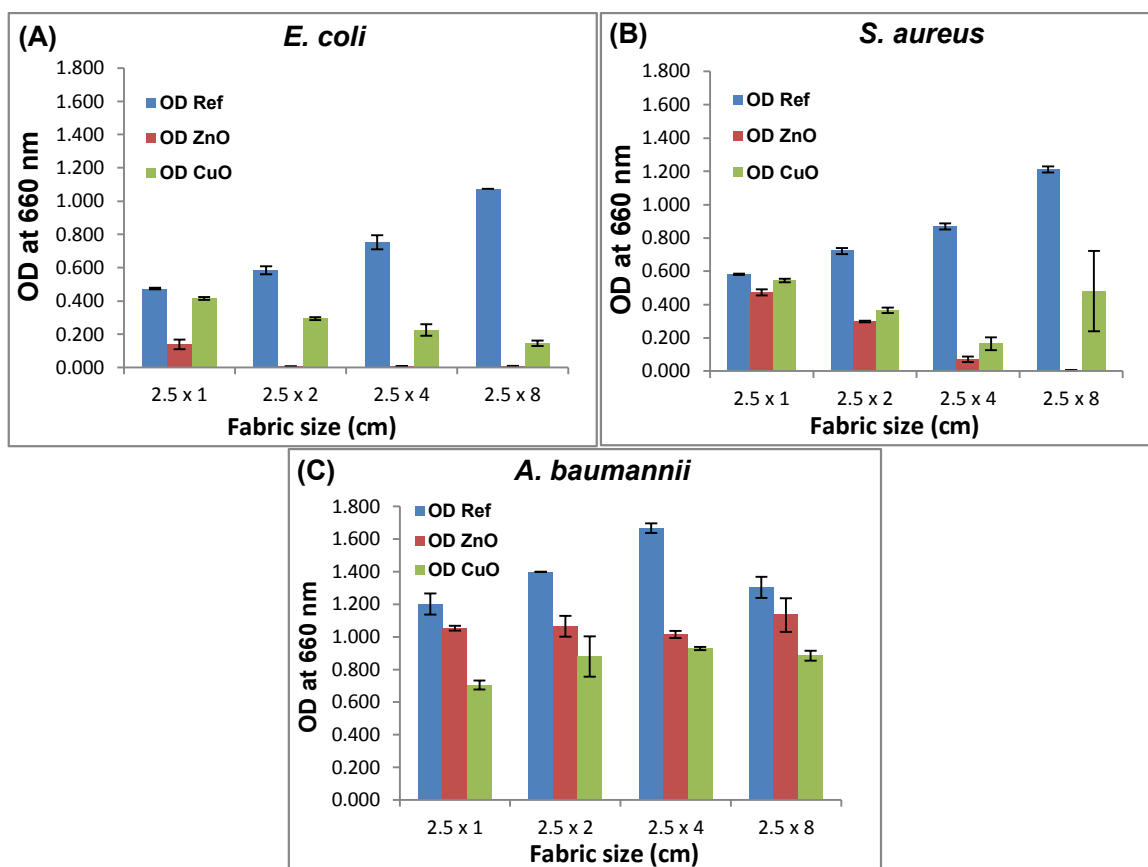 (A)
E. coli
1.800
1.600
1.400
1.200
1.000
0.800
0.600
0.400
0.200
0.000
OD at 660 nm
OD Ref
OD ZnO
OD CuO
2.5 x 1 2.5 x 2 2.5 x 4 2.5 x 8
Fabric size (cm)
(B)
S. aureus
1.800
1.600
1.400
1.200
1.000
0.800
0.600
0.400
0.200
0.000
OD at 660 nm
OD Ref
OD ZnO
OD CuO
2.5 x 1 2.5 x 2 2.5 x 4 2.5 x 8
Fabric size (cm)
(C)
A. baumannii
1.800
1.600
1.400
1.200
1.000
0.800
0.600
0.400
0.200
0.000
OD at 660 nm
OD Ref
OD ZnO
OD CuO
2.5 x 1 2.5 x 2 2.5 x 4 2.5 x 8
Fabric size (cm)